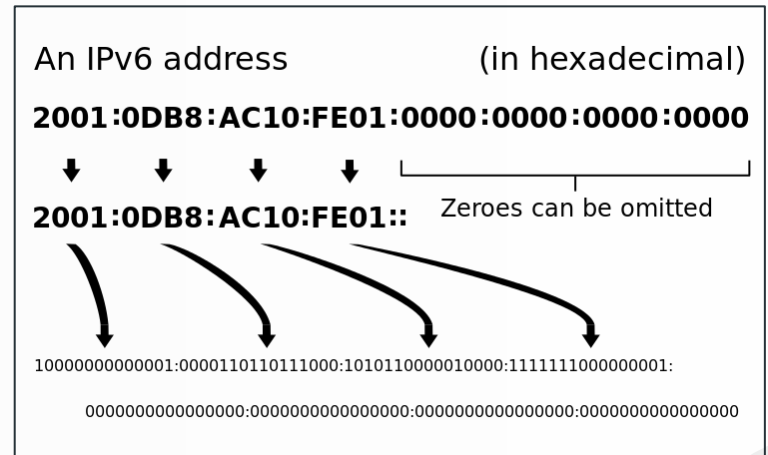 An IPv6 address (in hexadecimal)
2001:0DB8:AC10:FE01:0000:0000:0000:0000
2001:0DB8:AC10:FE01::
Zeroes can be omitted
10000000000001:0000110110111000:1010110000010000:1111111000000001:
0000000000000000:0000000000000000:0000000000000000:0000000000000000